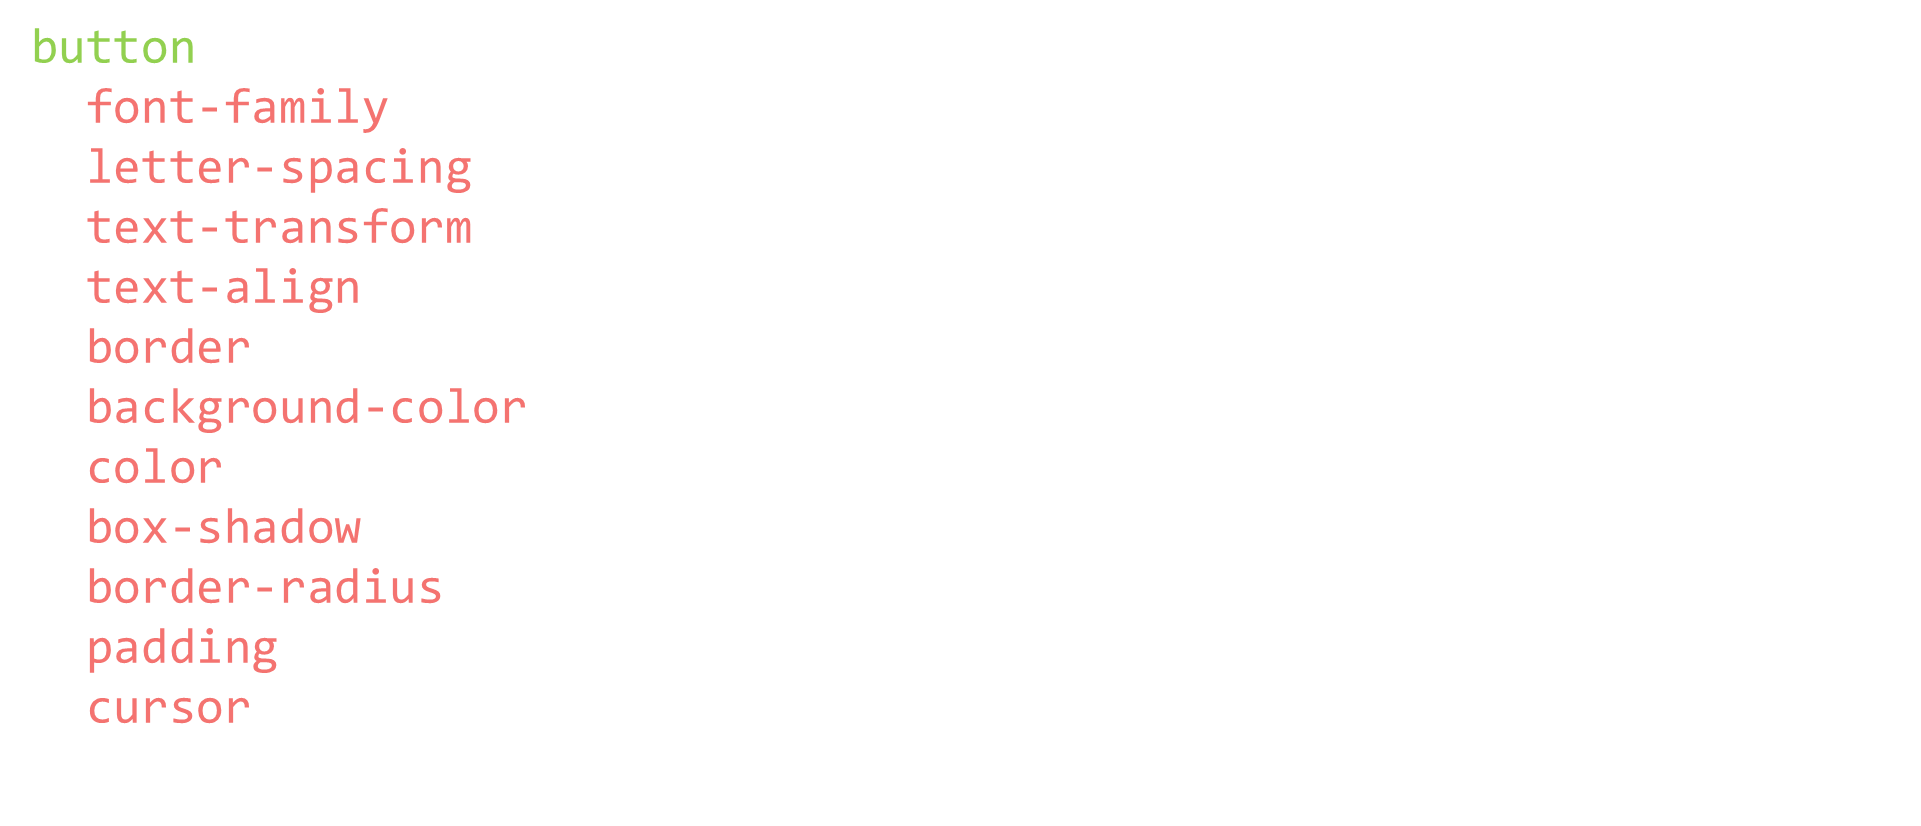 button
font-family
letter-spacing
text-transform
text-align
border
background-color
color
box-shadow
border-radius
padding
cursor